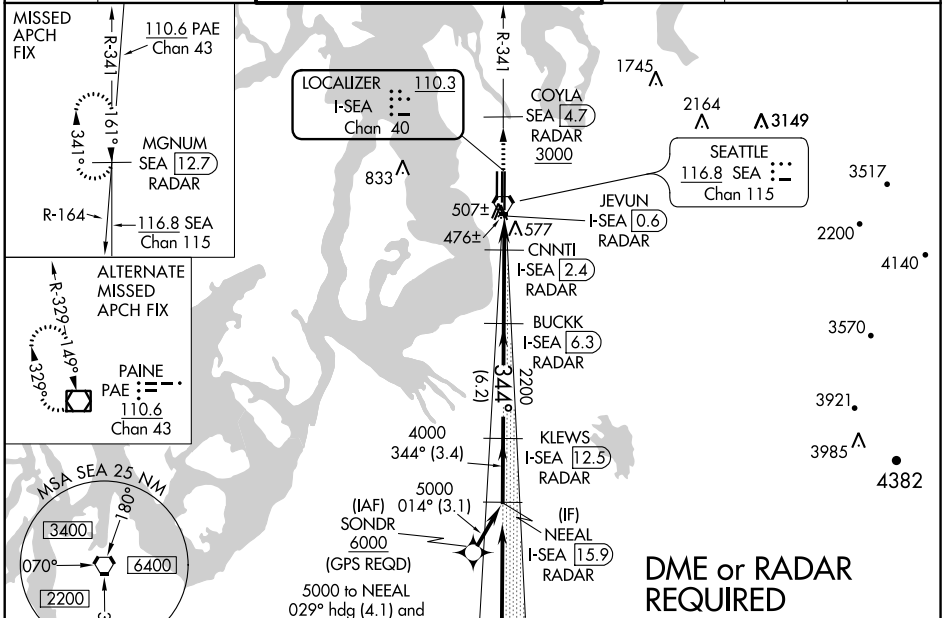 MISSED
APCH
FIX
R-341
110.6 PAE
Chan 43
161°
341°
MGNUM
SEA 12.7
RADAR
R-164
116.8 SEA
Chan 115
ALTERNATE
MISSED
APCH FIX
R-329
149°
329°
PAINE
PAE
110.6
Chan 43
MSA SEA 25 NM
180°
3400
070°
6400
2200
3
LOCALIZER 110.3
I-SEA
Chan 40
R-341
COYLA
SEA 4.7
RADAR
3000
1745
2164
3149
SEATTLE
116.8 SEA
Chan 115
833
507±
476±
577
JEVUN
I-SEA 0.6
RADAR
CNNTI
I-SEA 2.4
RADAR
BUCKK
I-SEA 6.3
RADAR
344°
(6.2)
2200
KLEWS
I-SEA 12.5
RADAR
4000
344° (3.4)
5000
014° (3.1)
(IAF)
SONDR
6000
(GPS REQD)
(IF)
NEEAL
I-SEA 15.9
RADAR
5000 to NEEAL
029° hdg (4.1) and
3517
2200
4140
3570
3921
3985
4382
DME or RADAR
REQUIRED